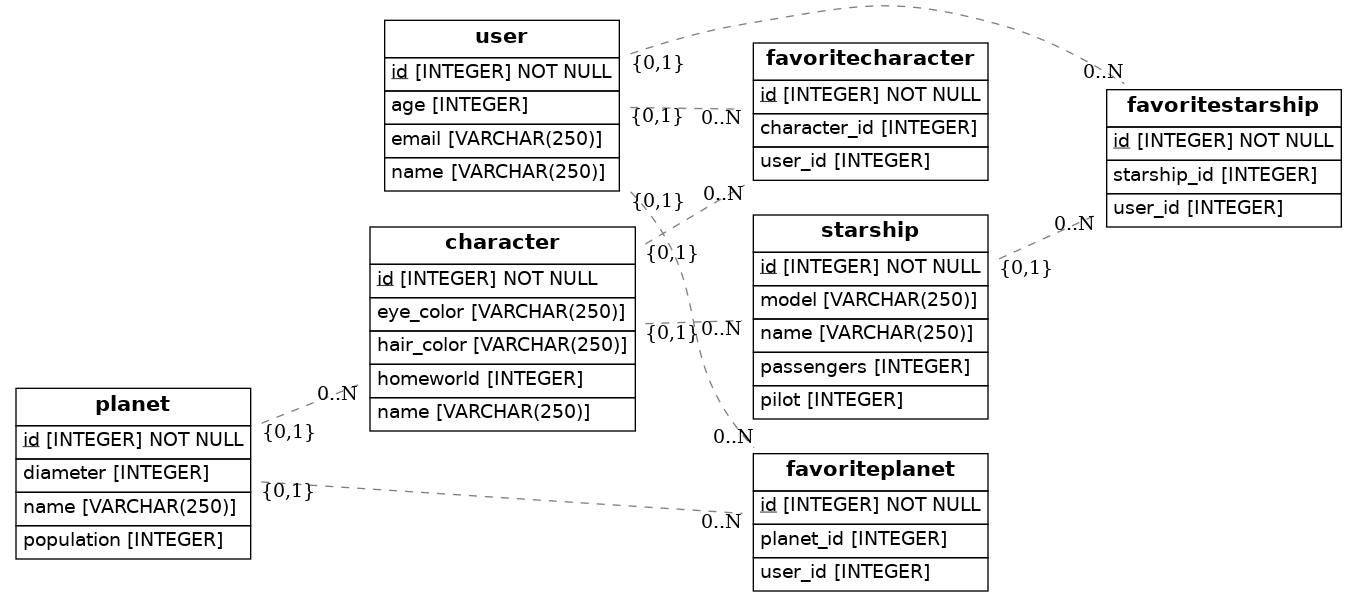 user
id [INTEGER] NOT NULL
age [INTEGER]
email [VARCHAR(250)]
name [VARCHAR(250)]
{0,1}
0..N
{0,1}
0..N
{0,1}
0..N
favoritecharacter
id [INTEGER] NOT NULL
character_id [INTEGER]
user_id [INTEGER]
favoritestarship
id [INTEGER] NOT NULL
starship_id [INTEGER]
user_id [INTEGER]
character
id [INTEGER] NOT NULL
eye_color [VARCHAR(250)]
hair_color [VARCHAR(250)]
homeworld [INTEGER]
name [VARCHAR(250)]
{0,1}
0..N
{0,1}
0..N
starship
id [INTEGER] NOT NULL
model [VARCHAR(250)]
name [VARCHAR(250)]
passengers [INTEGER]
pilot [INTEGER]
{0,1}
0..N
planet
id [INTEGER] NOT NULL
diameter [INTEGER]
name [VARCHAR(250)]
population [INTEGER]
{0,1}
0..N
{0,1}
0..N
favoriteplanet
id [INTEGER] NOT NULL
planet_id [INTEGER]
user_id [INTEGER]